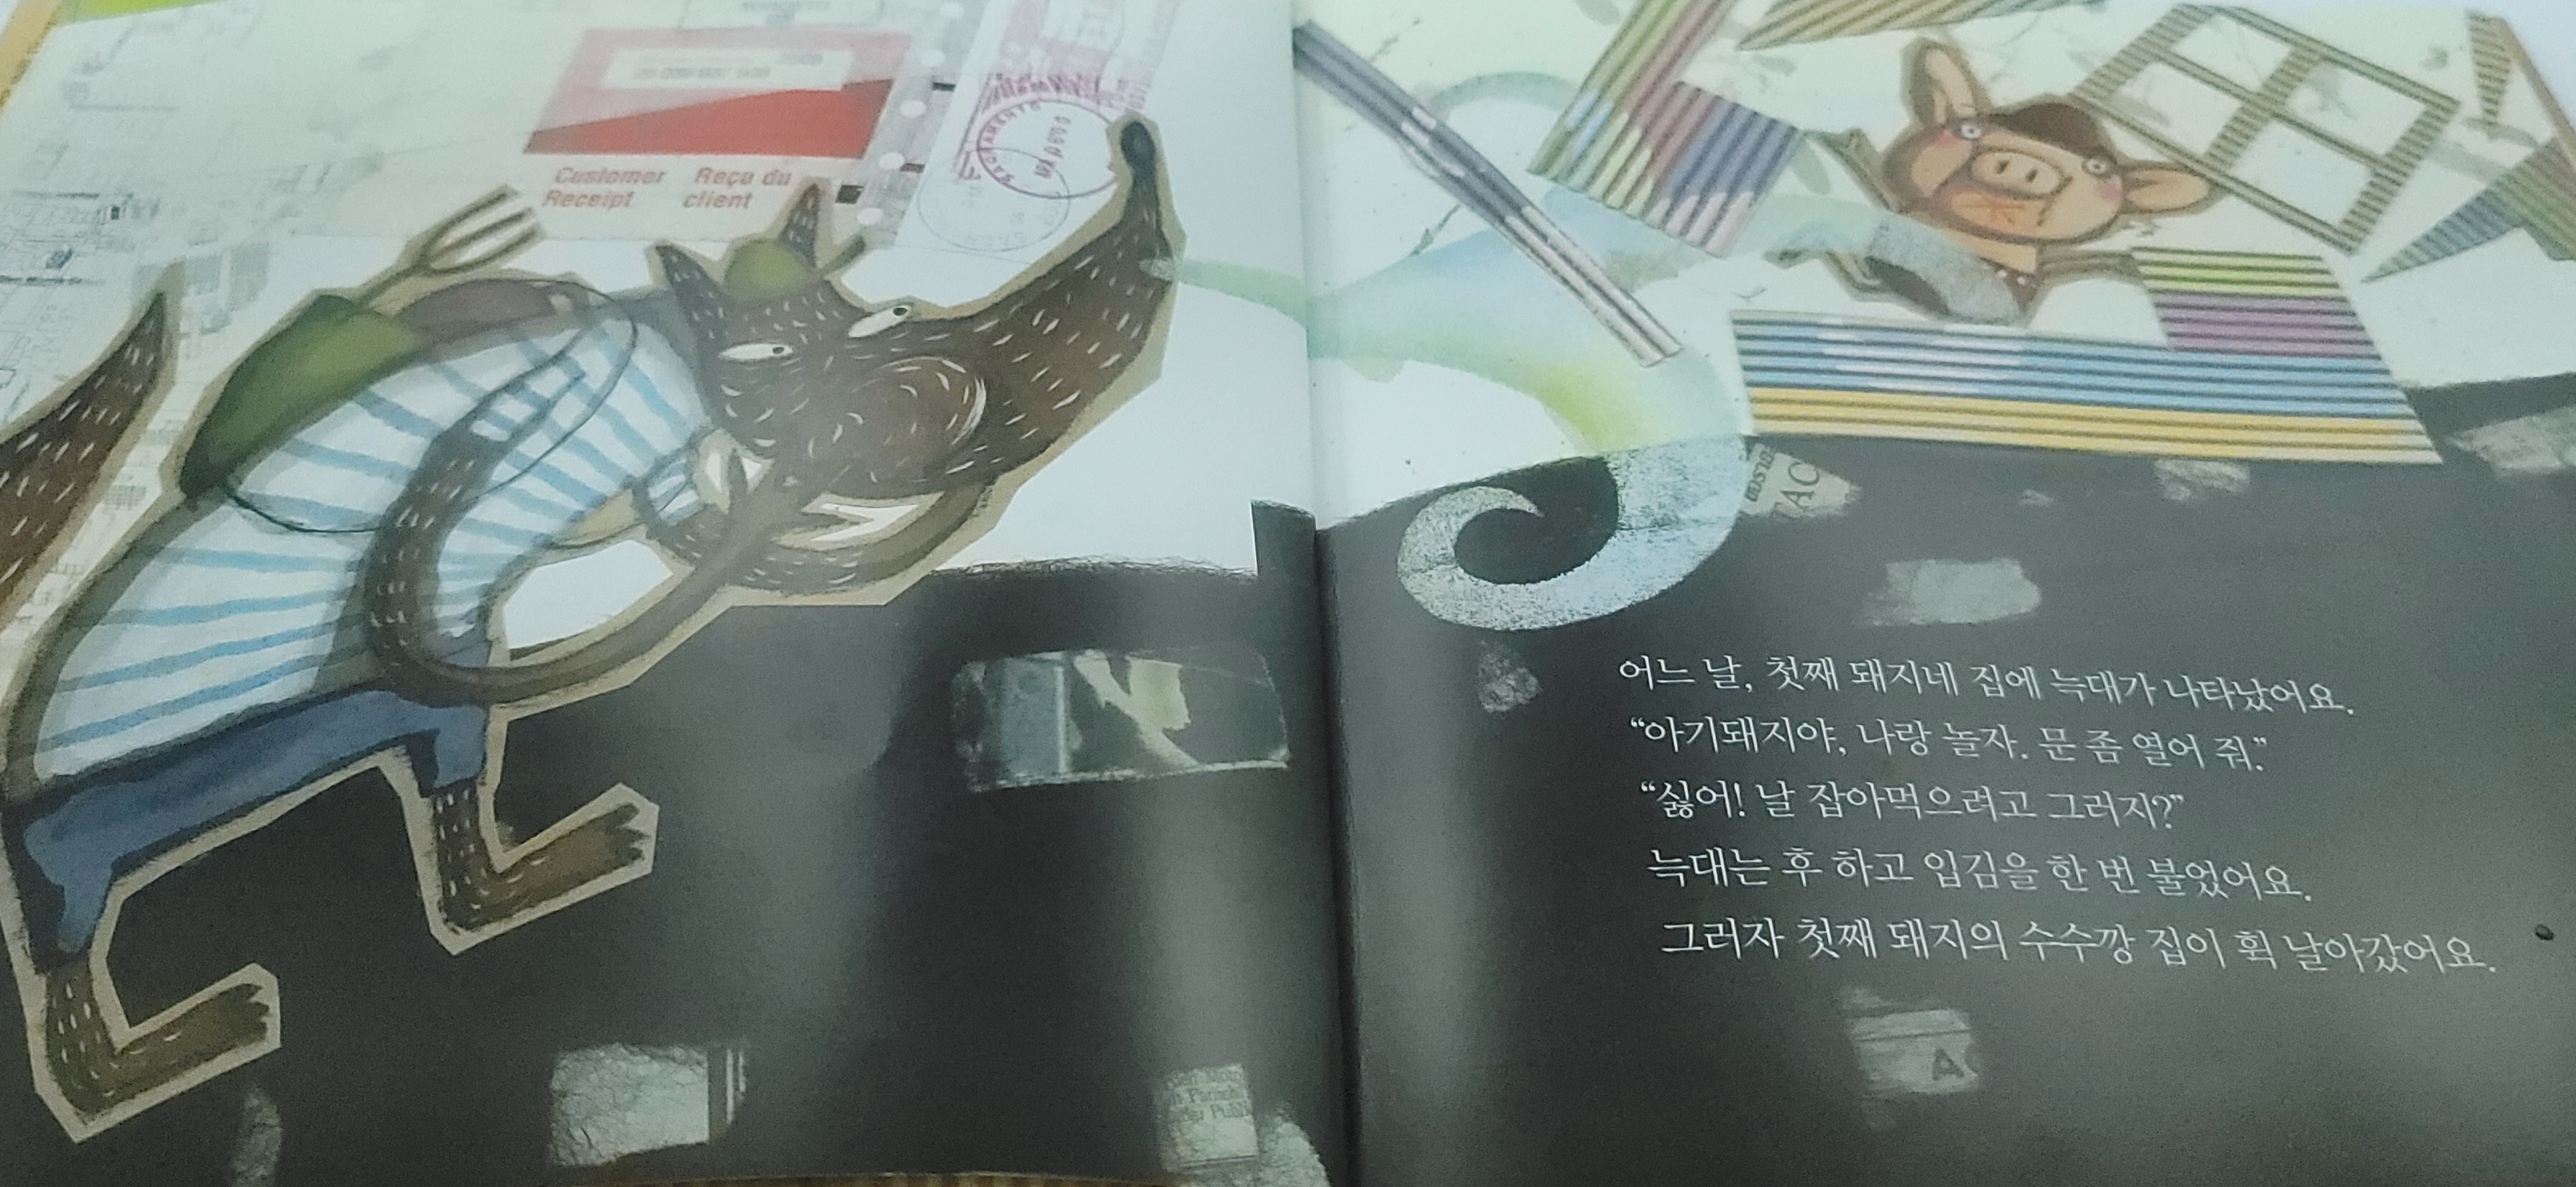 Customer Reçu du
Receipt client
SACRAMENTO
어느 날, 첫째 돼지네 집에 늑대가 나타났어요.
“아기돼지야, 나랑 놀자. 문 좀 열어 줘.”
“싫어! 날 잡아먹으려고 그러지?”
늑대는 후 하고 입김을 한 번 불었어요.
그러자 첫째 돼지의 수수깡 집이 휙 날아갔어요.